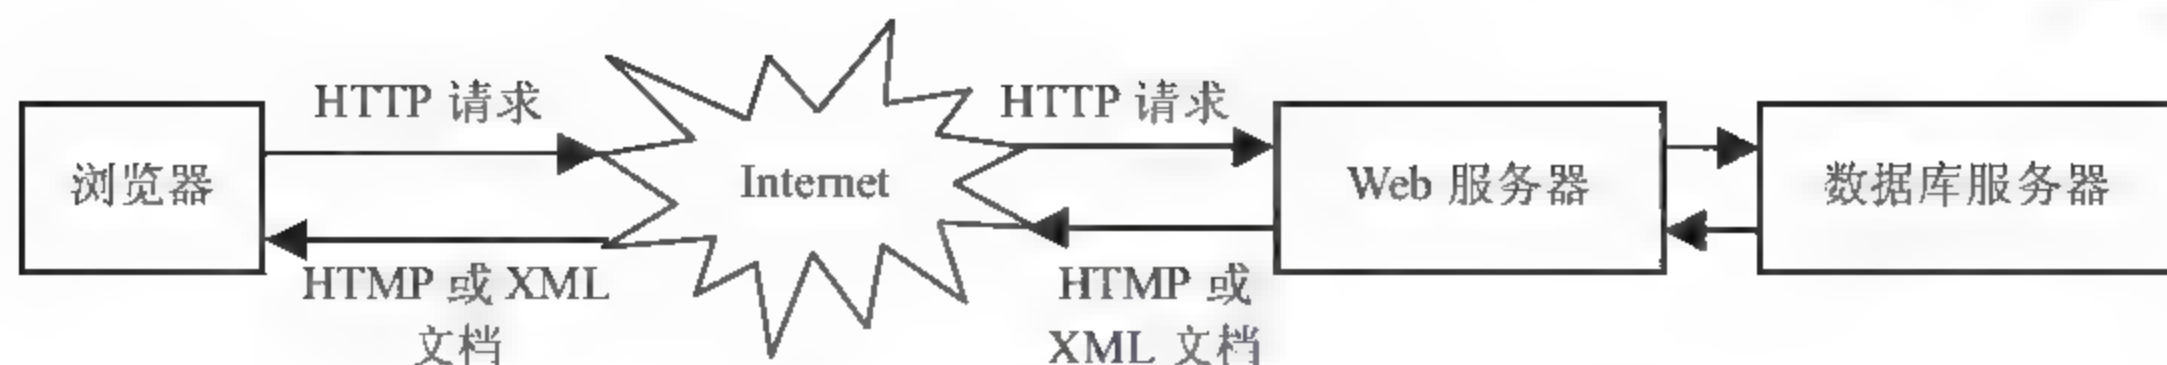 HTTP 请求
HTTP 请求
浏览器
Internet
Web 服务器
数据库服务器
HTMP 或 XML
文档
HTMP 或
XML 文档